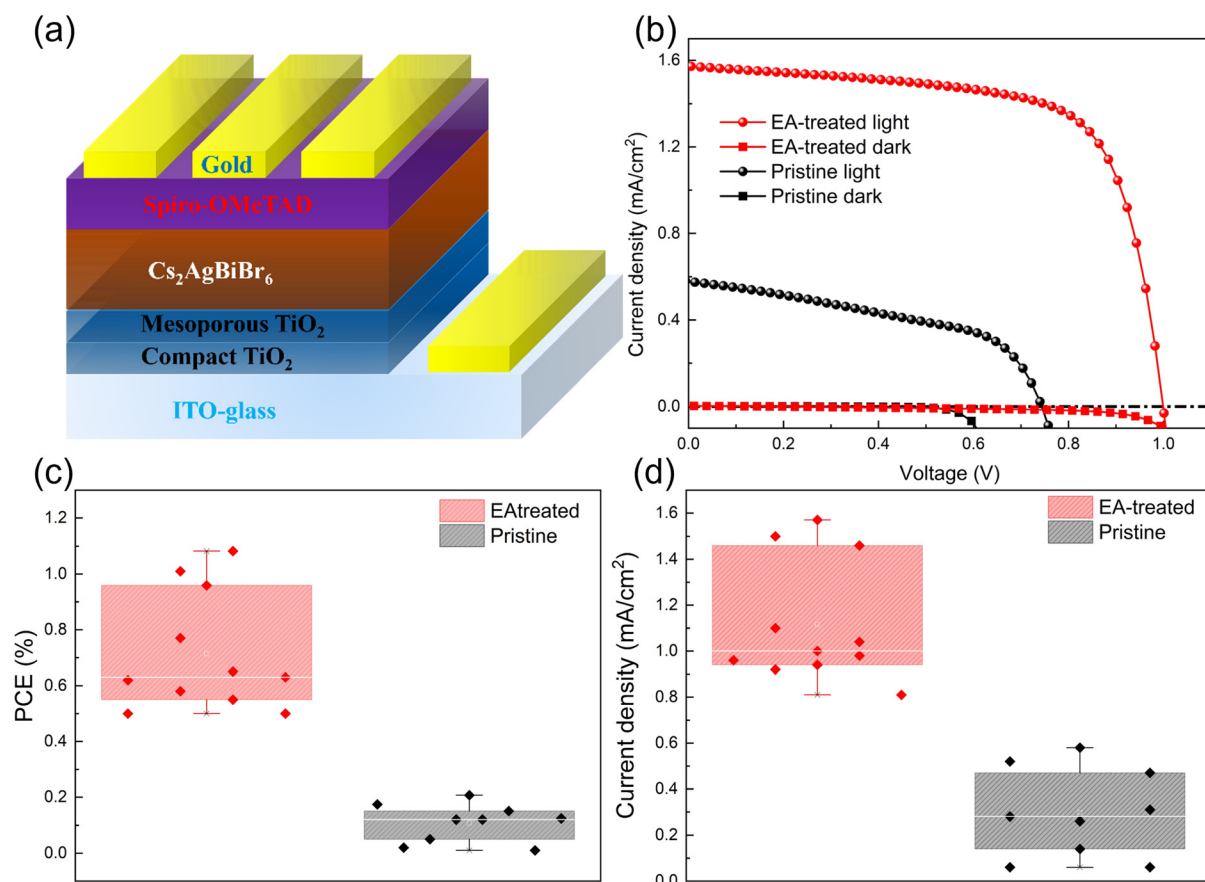 (a)
Gold
Spiro-OMeTAD
Cs₂AgBiBr₆
Mesoporous TiO₂
Compact TiO₂
ITO-glass
(b)
Current density (mA/cm²)
1.6
1.2
0.8
0.4
0.0
EA-treated light
EA-treated dark
Pristine light
Pristine dark
0.0 0.2 0.4 0.6 0.8 1.0
Voltage (V)
(c)
PCE (%)
1.2
1.0
0.8
0.6
0.4
0.2
0.0
EAtreated
Pristine
(d)
Current density (mA/cm²)
1.6
1.4
1.2
1.0
0.8
0.6
0.4
0.2
0.0
EA-treated
Pristine